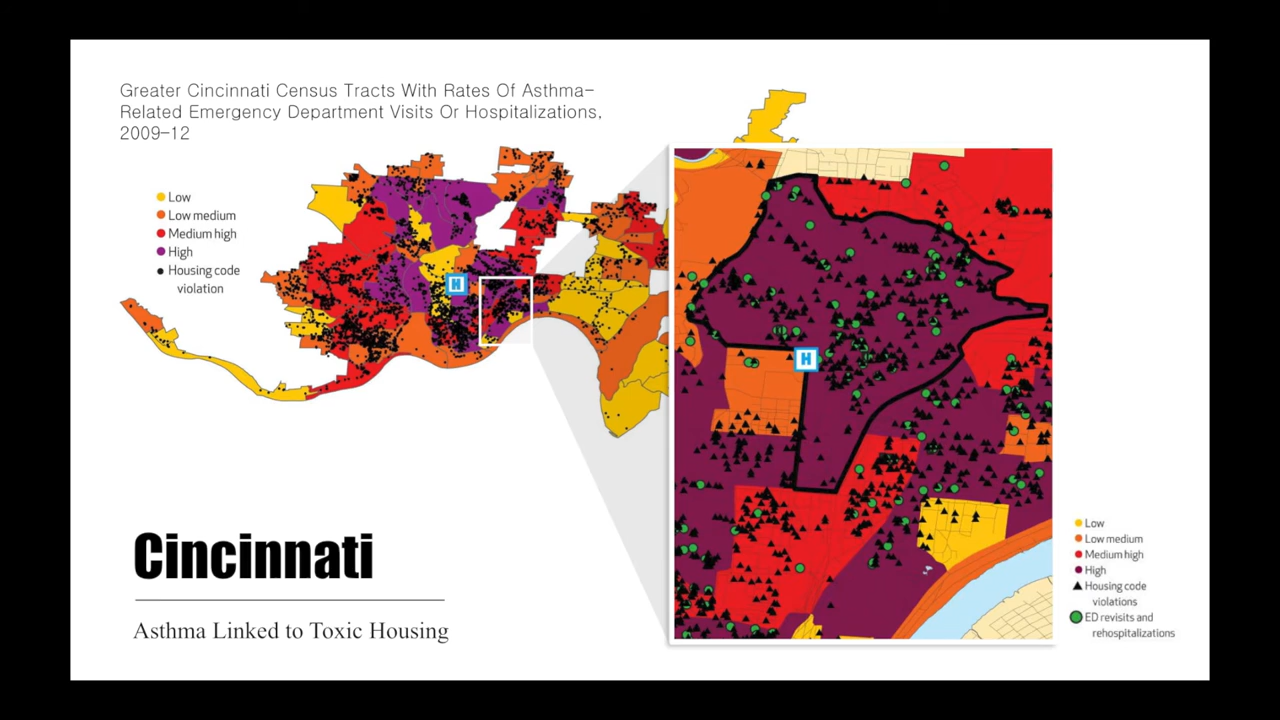 Greater Cincinnati Census Tracts With Rates Of Asthma-
Related Emergency Department Visits Or Hospitalizations,
2009-12
Low
Low medium
Medium high
High
Housing code
violation
H
H
Cincinnati
Asthma Linked to Toxic Housing
Low
Low medium
Medium high
High
Housing code
violations
ED revisits and
rehospitalizations